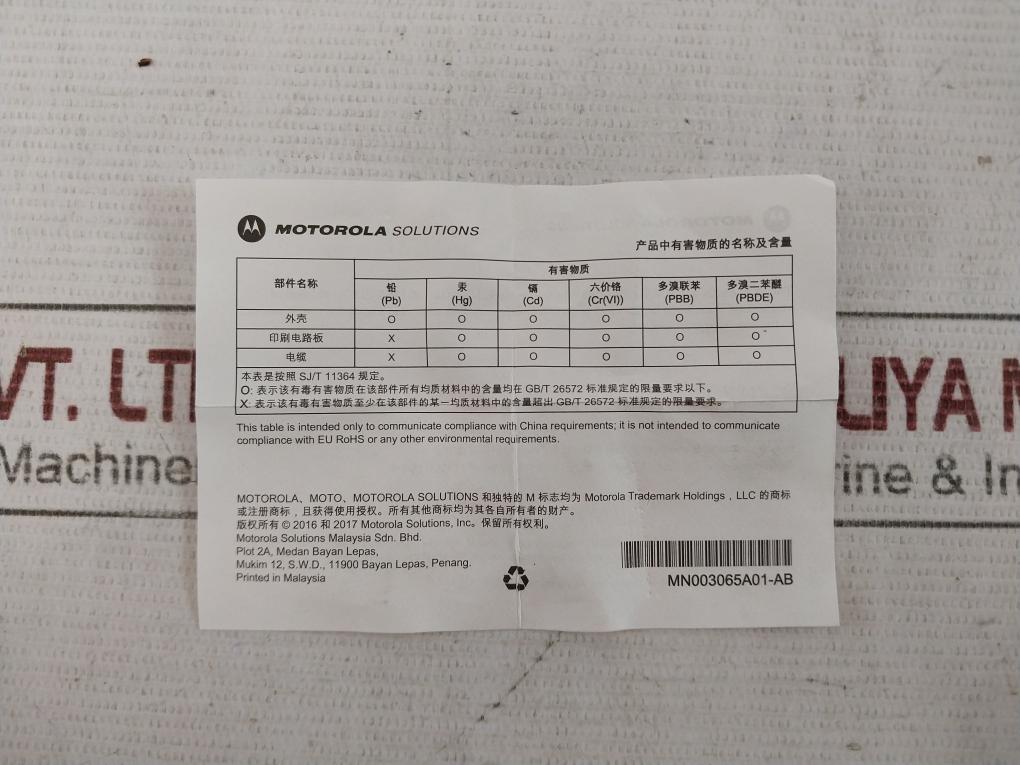 MOTOROLA SOLUTIONS
产品中有害物质的名称及含量
部件名称 有害物质
铅 (Pb) 汞 (Hg) 镉 (Cd) 六价铬 (Cr(VI)) 多溴联苯 (PBB) 多溴二苯醚 (PBDE)
外壳 O O O O O O
印刷电路板 X O O O O O
电缆 X O O O O O
本表是按照 SJ/T 11364 规定。
O: 表示该有毒有害物质在该部件所有均质材料中的含量均在 GB/T 26572 标准规定的限量要求以下。
X: 表示该有毒有害物质至少在该部件的某一均质材料中的含量超出 GB/T 26572 标准规定的限量要求。
This table is intended only to communicate compliance with China requirements; it is not intended to communicate
compliance with EU RoHS or any other environmental requirements.
MOTOROLA、MOTO、MOTOROLA SOLUTIONS 和独特的 M 标志均为 Motorola Trademark Holdings , LLC 的商标
或注册商标，且获得使用授权。所有其他商标均为其各自所有者的财产。
版权所有 © 2016 和 2017 Motorola Solutions, Inc。保留所有权利。
Motorola Solutions Malaysia Sdn. Bhd.
Plot 2A, Medan Bayan Lepas,
Mukim 12, S.W.D., 11900 Bayan Lepas, Penang.
Printed in Malaysia
MN003065A01-AB
VT. LT
LIYA M
Machine
rine & In